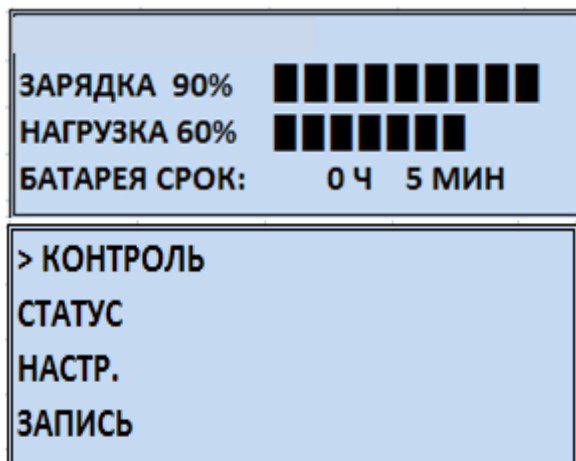 ЗАРЯДКА 90%
НАГРУЗКА 60%
БАТАРЕЯ СРОК: 0 Ч 5 МИН
> КОНТРОЛЬ
СТАТУС
НАСТР.
ЗАПИСЬ